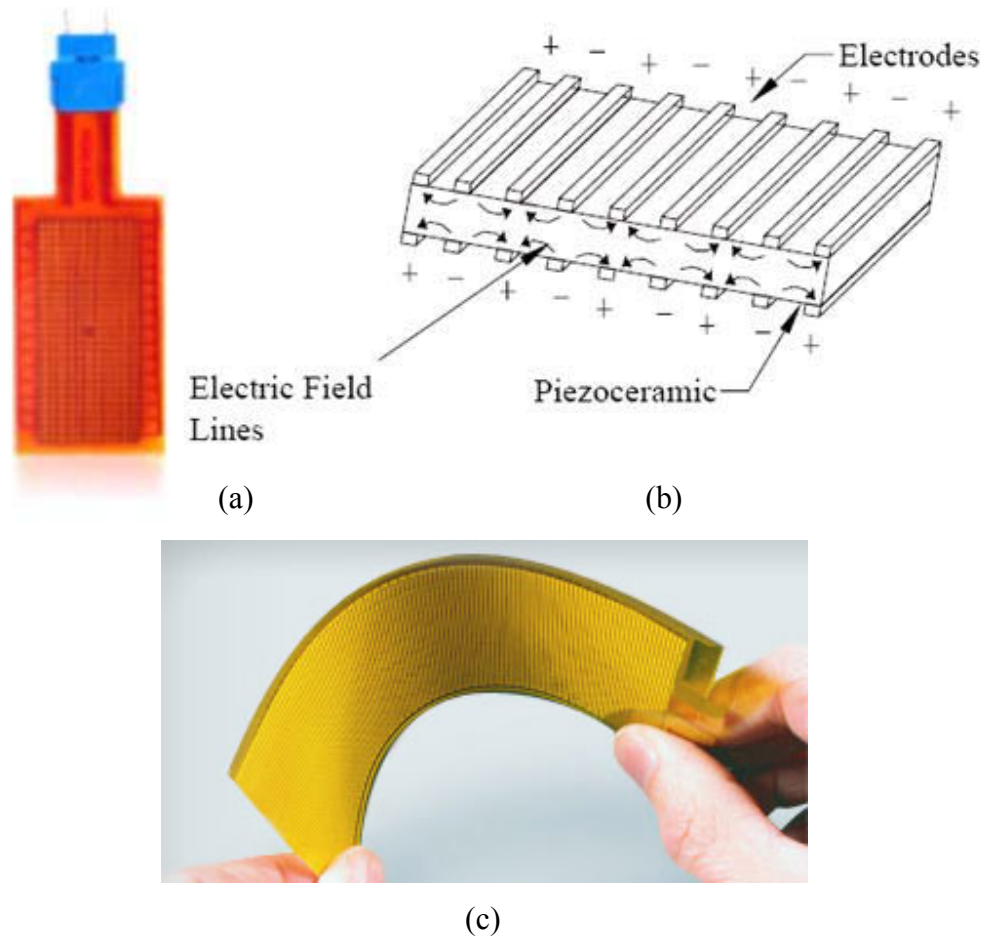 + − + − + − + − +
Electrodes
+ − + − + − + − +
Electric Field
Lines
Piezoceramic
(a)
(b)
(c)